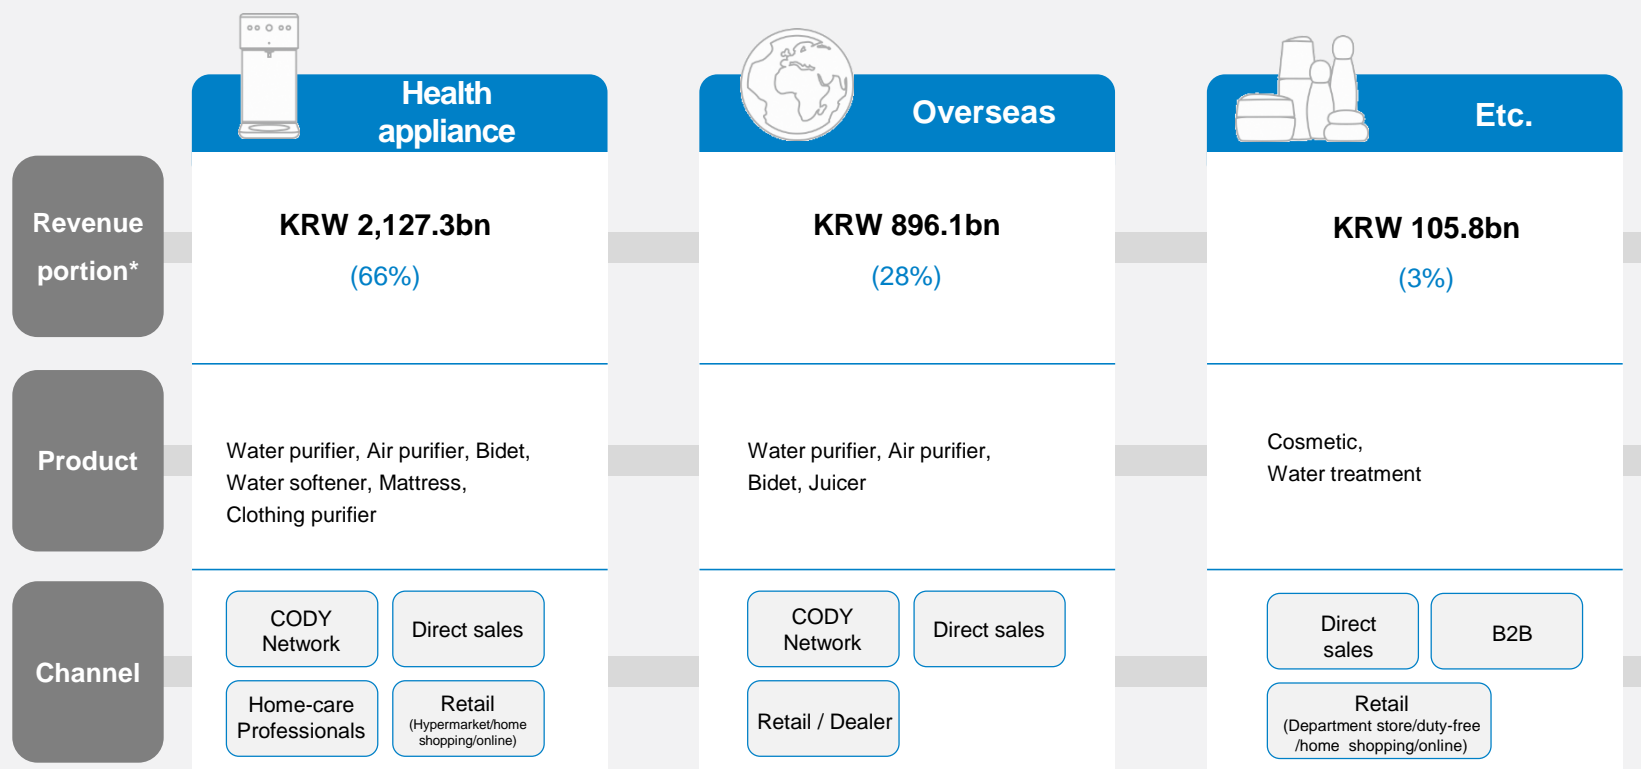 Health
appliance
Overseas
Etc.
Revenue
portion*
KRW 2,127.3bn
(66%)
KRW 896.1bn
(28%)
KRW 105.8bn
(3%)
Product
Water purifier, Air purifier, Bidet,
Water softener, Mattress,
Clothing purifier
Water purifier, Air purifier,
Bidet, Juicer
Cosmetic,
Water treatment
Channel
CODY
Network
Direct sales
Home-care
Professionals
Retail
(Hypermarket/home
shopping/online)
CODY
Network
Direct sales
Retail / Dealer
Direct
sales
B2B
Retail
(Department store/duty-free
/home shopping/online)